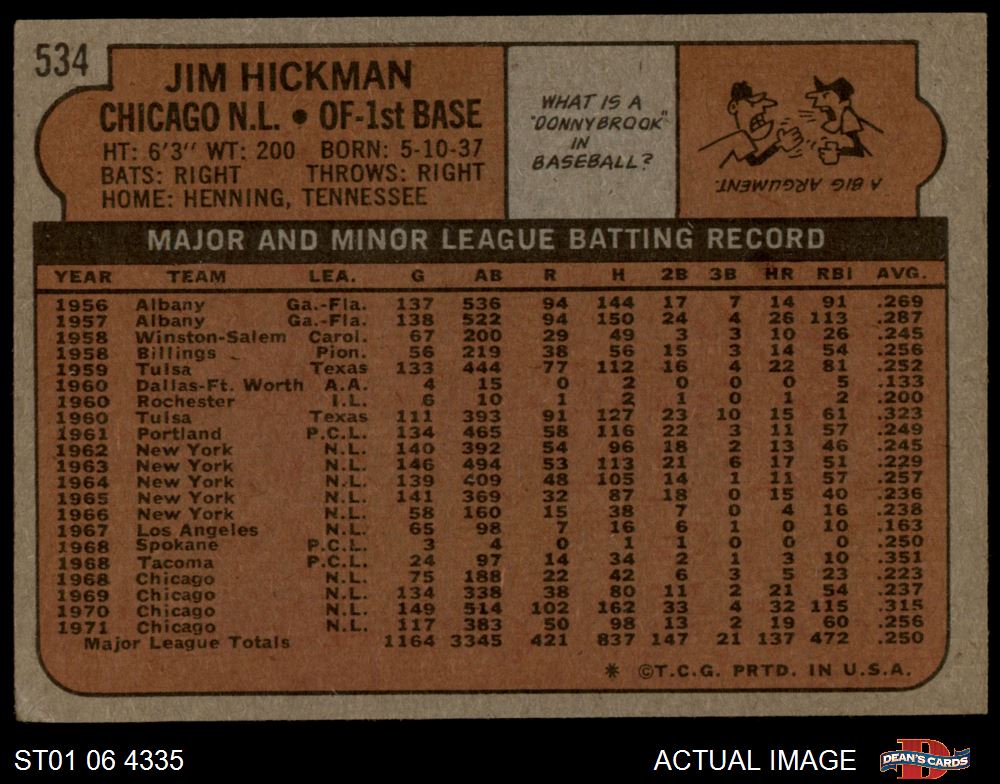 534
JIM HICKMAN
CHICAGO N.L. • OF-1st BASE
HT: 6'3" WT: 200 BORN: 5-10-37
BATS: RIGHT THROWS: RIGHT
HOME: HENNING, TENNESSEE
WHAT IS A
"DONNYBROOK"
IN
BASEBALL?
A BIG ARGUMENT.
MAJOR AND MINOR LEAGUE BATTING RECORD
YEAR TEAM LEA. G AB R H 2B 3B HR RBI AVG.
1956 Albany Ga.-Fla. 137 536 94 144 17 7 14 91 .269
1957 Albany Ga.-Fla. 138 522 94 150 24 4 26 113 .287
1958 Winston-Salem Carol. 67 200 29 49 3 3 10 26 .245
1958 Billings Pion. 56 219 38 56 15 3 14 54 .256
1959 Tulsa Texas 133 444 77 112 16 4 22 81 .252
1960 Dallas-Ft. Worth A.A. 4 15 0 2 0 0 0 5 .133
1960 Rochester I.L. 6 10 1 2 1 0 1 2 .200
1960 Tulsa Texas 111 393 91 127 23 10 15 61 .323
1961 Portland P.C.L. 134 465 58 116 22 3 11 57 .249
1962 New York N.L. 140 392 54 96 18 2 13 46 .245
1963 New York N.L. 146 494 53 113 21 6 17 51 .229
1964 New York N.L. 139 409 48 105 14 1 11 57 .257
1965 New York N.L. 141 369 32 87 18 0 15 40 .236
1966 New York N.L. 58 160 15 38 7 0 4 16 .238
1967 Los Angeles N.L. 65 98 7 16 6 1 0 10 .163
1968 Spokane P.C.L. 3 4 0 1 1 0 0 0 .250
1968 Tacoma P.C.L. 24 97 14 34 2 1 3 10 .351
1968 Chicago N.L. 75 188 22 42 6 3 5 23 .223
1969 Chicago N.L. 134 338 38 80 11 2 21 54 .237
1970 Chicago N.L. 149 514 102 162 33 4 32 115 .315
1971 Chicago N.L. 117 383 50 98 13 2 19 60 .256
Major League Totals 1164 3345 421 837 147 21 137 472 .250
* ©T.C.G. PRTD. IN U.S.A.
ST01 06 4335
ACTUAL IMAGE
D
DEAN'S CARDS